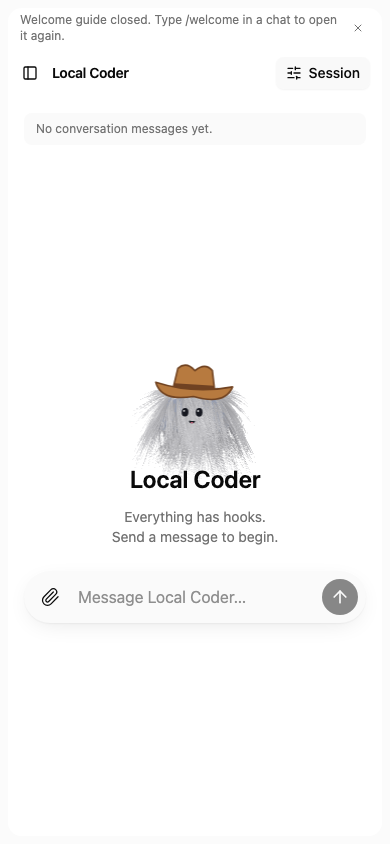 Welcome guide closed. Type /welcome in a chat to open
it again.
Local Coder
Session
No conversation messages yet.
Local Coder
Everything has hooks.
Send a message to begin.
Message Local Coder...